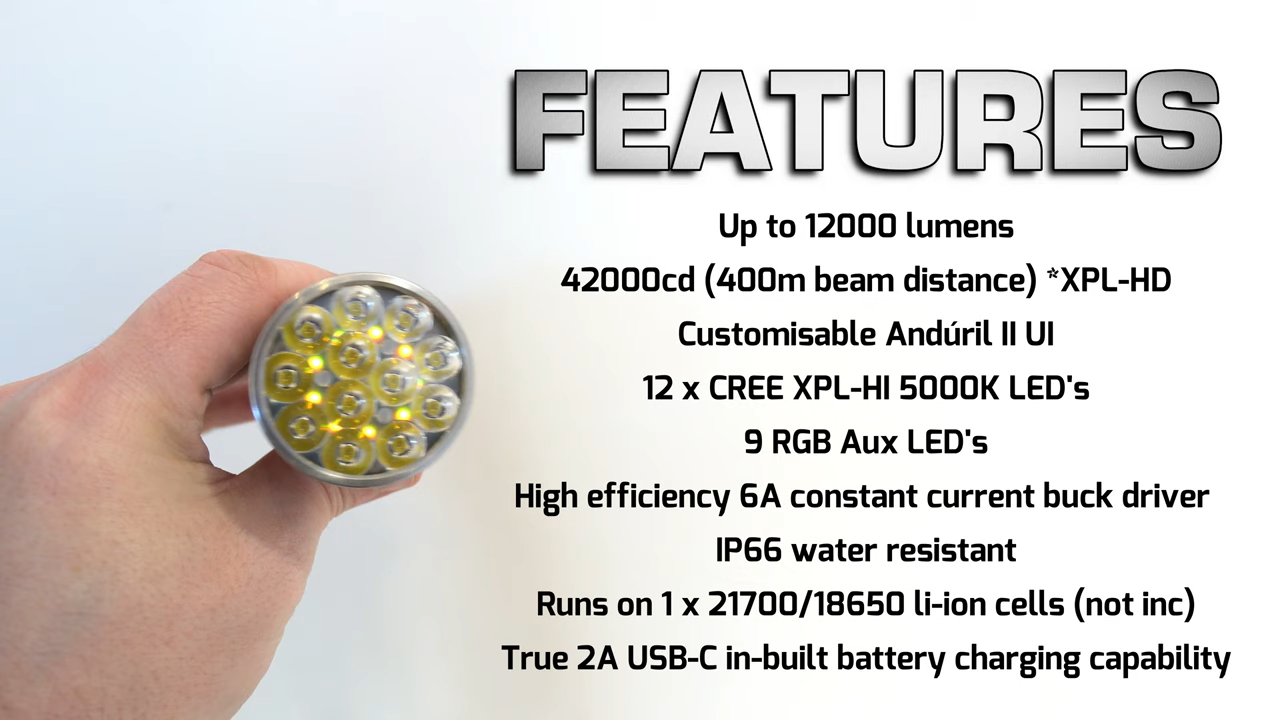 FEATURES
Up to 12000 lumens
42000cd (400m beam distance) *XPL-HD
Customisable Andúril II UI
12 x CREE XPL-HI 5000K LED's
9 RGB Aux LED's
High efficiency 6A constant current buck driver
IP66 water resistant
Runs on 1 x 21700/18650 li-ion cells (not inc)
True 2A USB-C in-built battery charging capability